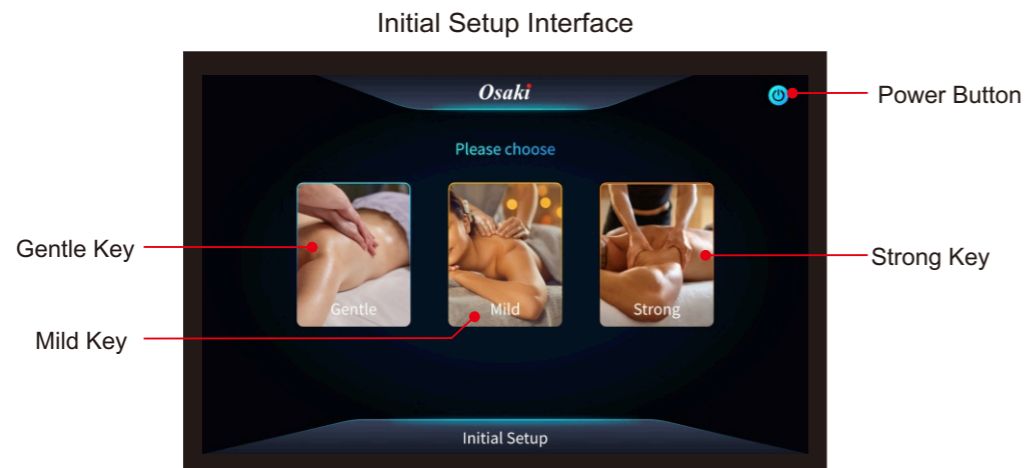 Initial Setup Interface
Osaki
Power Button
Please choose
Gentle Key
Strong Key
Gentle
Mild
Strong
Mild Key
Initial Setup